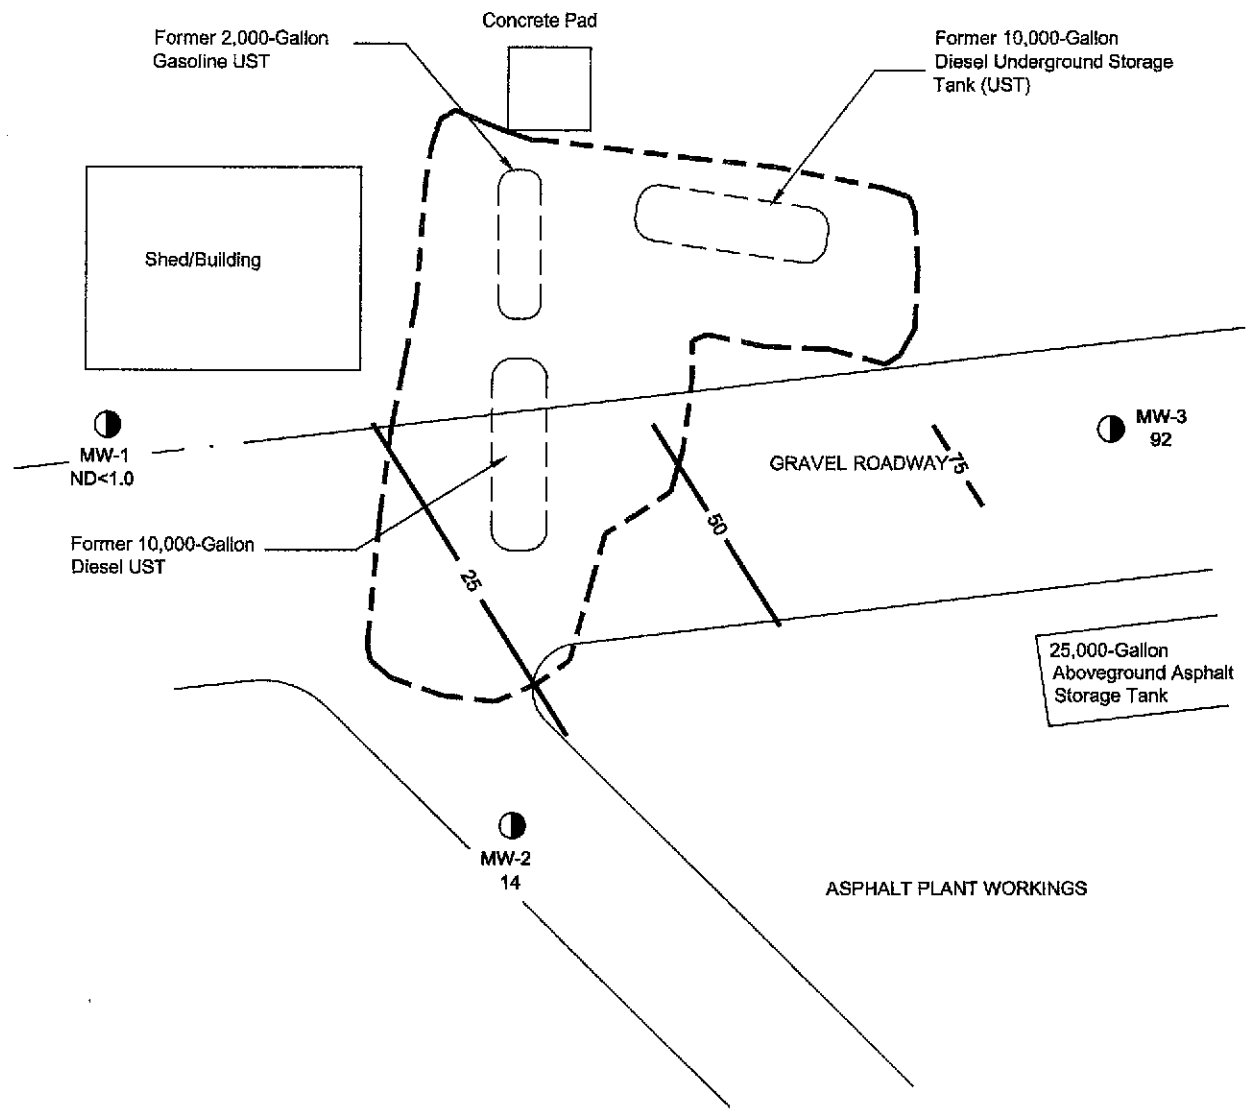 Concrete Pad
Former 2,000-Gallon
Gasoline UST
Former 10,000-Gallon
Diesel Underground Storage
Tank (UST)
Shed/Building
MW-1
ND<1.0
MW-3
92
GRAVEL ROADWAY
75
50
25
Former 10,000-Gallon
Diesel UST
25,000-Gallon
Aboveground Asphalt
Storage Tank
MW-2
14
ASPHALT PLANT WORKINGS